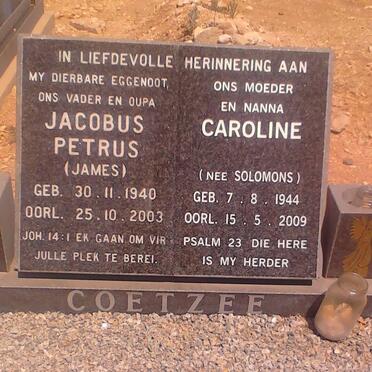 IN LIEFDEVOLLE HERINNERING AAN
MY DIERBARE EGGENOOT,
ONS VADER EN OUPA
JACOBUS
PETRUS
(JAMES)
GEB. 30.11.1940
OORL. 25.10.2003
JOH. 14:1 EK GAAN OM VIR
JULLE PLEK TE BEREI.
ONS MOEDER
EN NANNA
CAROLINE
(NEE SOLOMONS)
GEB. 7.8.1944
OORL. 15.5.2009
PSALM 23 DIE HERE
IS MY HERDER
COETZEE